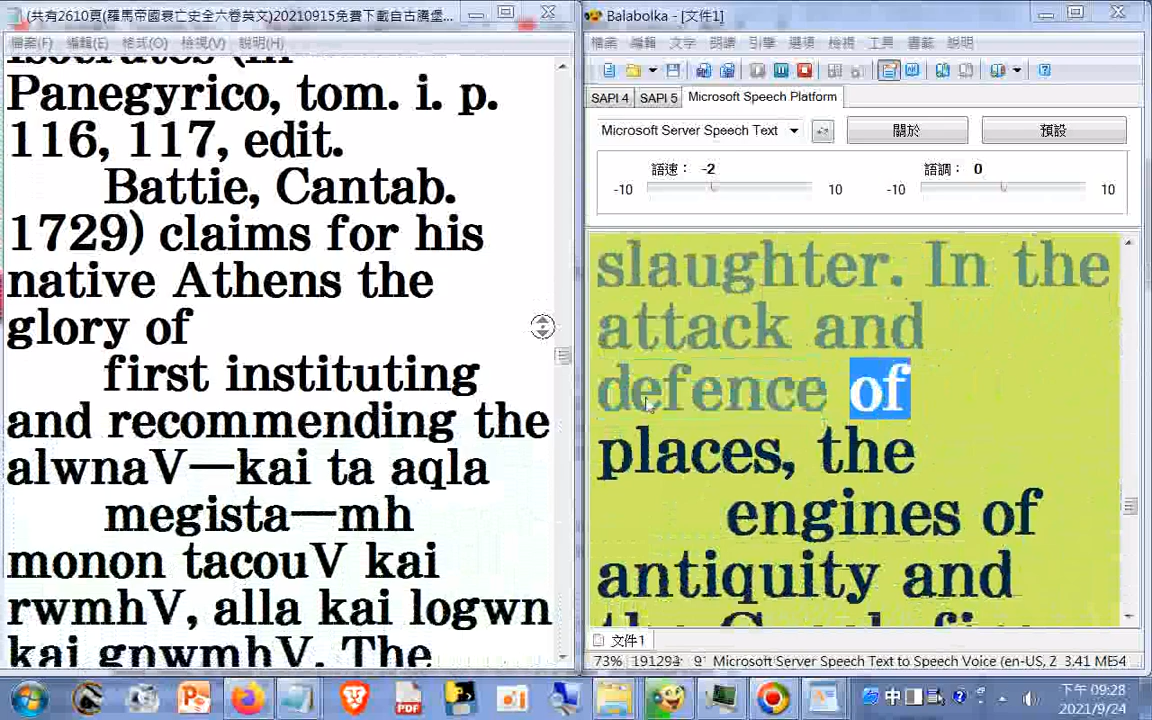 (共有2610頁(羅馬帝國衰亡史全六卷英文)20210915免費下載自古騰堡...
檔案(F) 編輯(E) 格式(O) 檢視(V) 說明(H)
Isocrates (in
Panegyrico, tom. i. p.
116, 117, edit.
Battie, Cantab.
1729) claims for his
native Athens the
glory of
first instituting
and recommending the
alwnaV—kai ta aqla
megista—mh
monon tacouV kai
rwmhV, alla kai logwn
kai gnwmhV. The
Balabolka - [文件1]
檔案 編輯 文字 朗讀 引擎 選項 檢視 工具 書籤 說明
SAPI 4 SAPI 5 Microsoft Speech Platform
Microsoft Server Speech Text 關於 預設
語速： -2 語調： 0
-10 10 -10 10
slaughter. In the
attack and
defence of
places, the
engines of
antiquity and
the
文件1
73% Microsoft Server Speech Text to Speech Voice (en-US, Z 3.41 MB
中
下午 09:28
2021/9/24